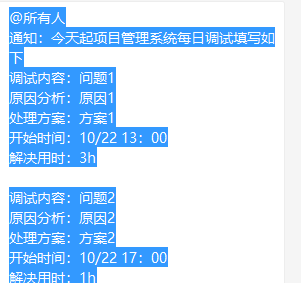 @所有人
通知：今天起项目管理系统每日调试填写如
下
调试内容：问题1
原因分析：原因1
处理方案：方案1
开始时间：10/22 13：00
解决用时：3h
调试内容：问题2
原因分析：原因2
处理方案：方案2
开始时间：10/22 17：00
解决用时：1h